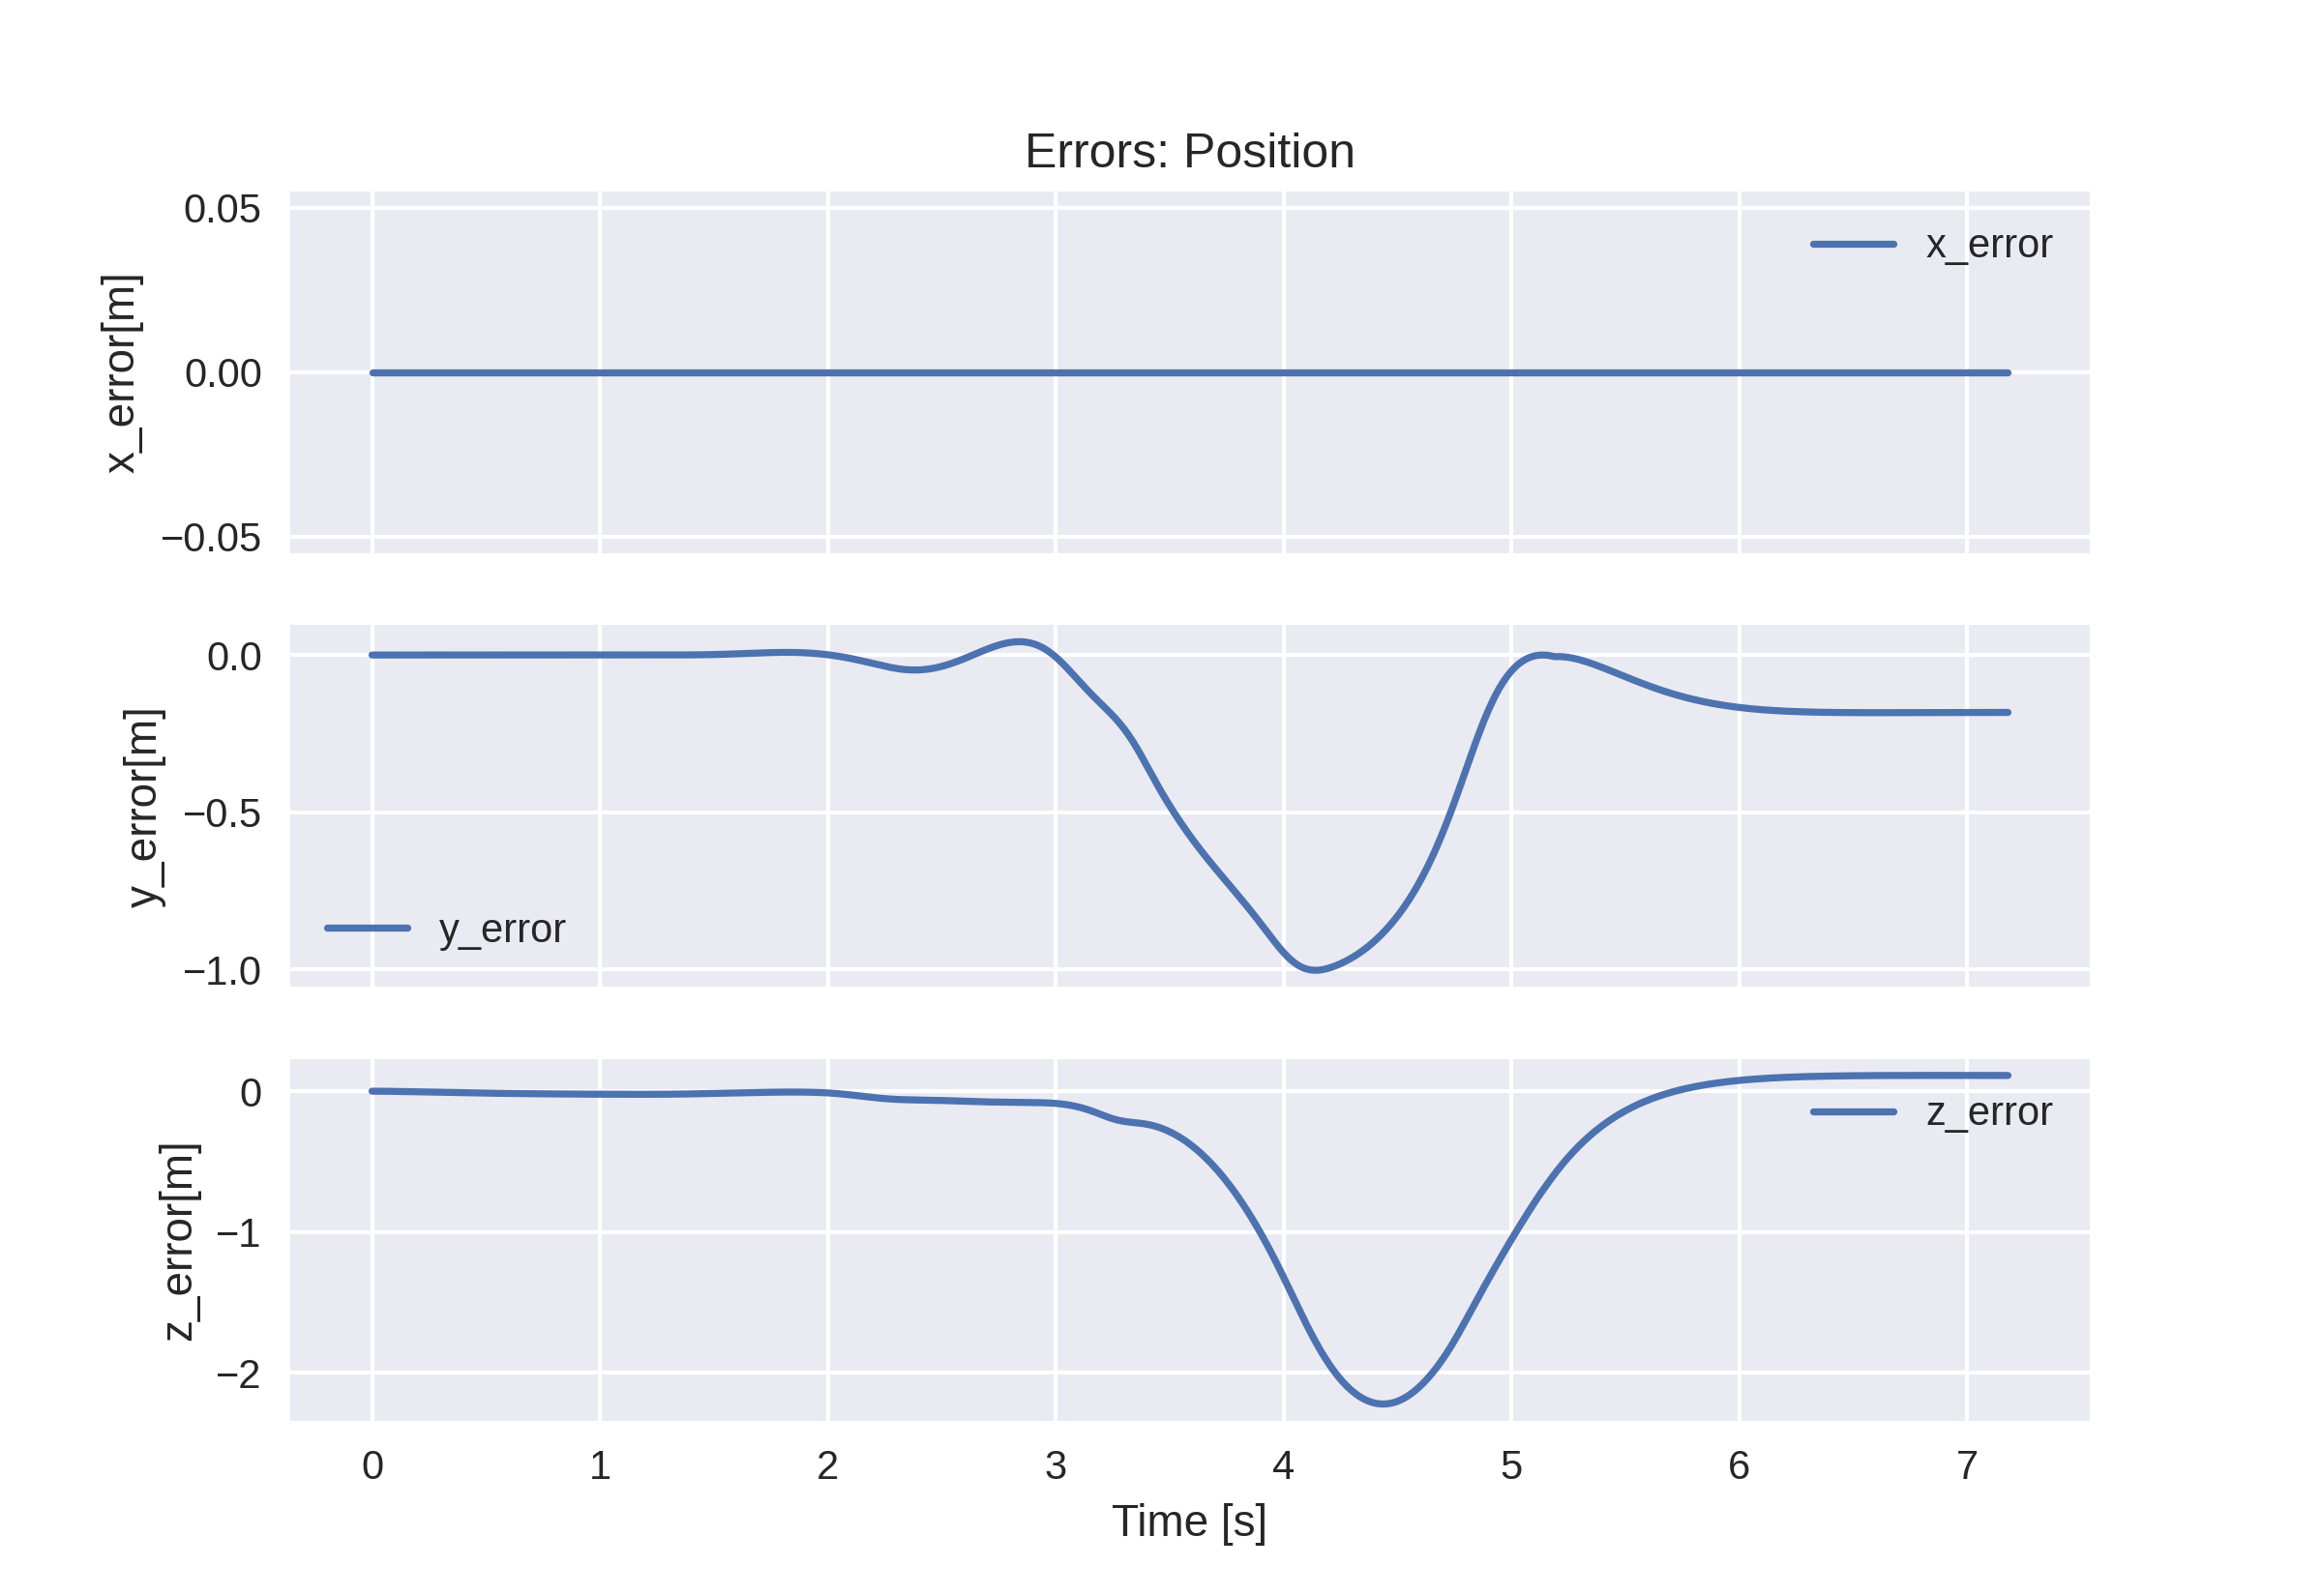 Errors: Position
0.05
x_error
x_error[m]
0.00
−0.05
0.0
y_error[m]
−0.5
y_error
−1.0
0
z_error
z_error[m]
−1
−2
0 1 2 3 4 5 6 7
Time [s]